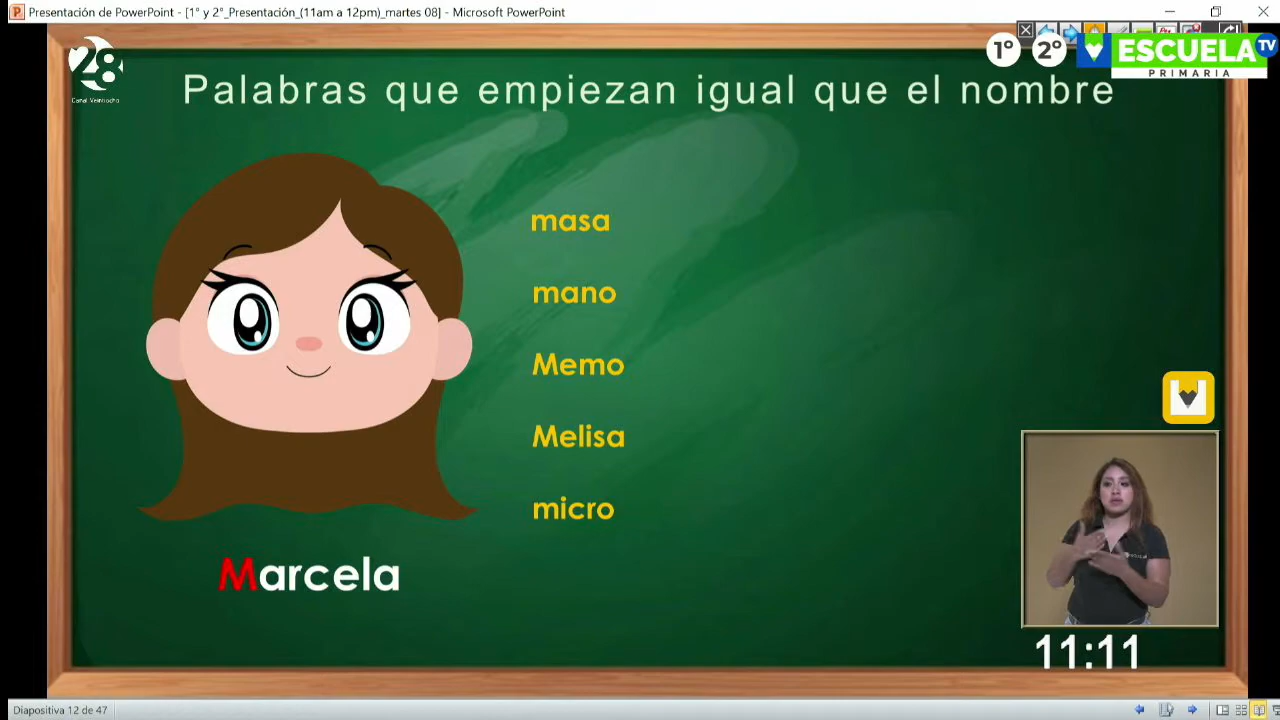 Presentación de PowerPoint - [1° y 2°_Presentación_(11am a 12pm)_martes 08] - Microsoft PowerPoint
28
Canal Veintiocho
1° 2° ESCUELA TV
PRIMARIA
Palabras que empiezan igual que el nombre
masa
mano
Memo
Melisa
micro
Marcela
11:11
Diapositiva 12 de 47